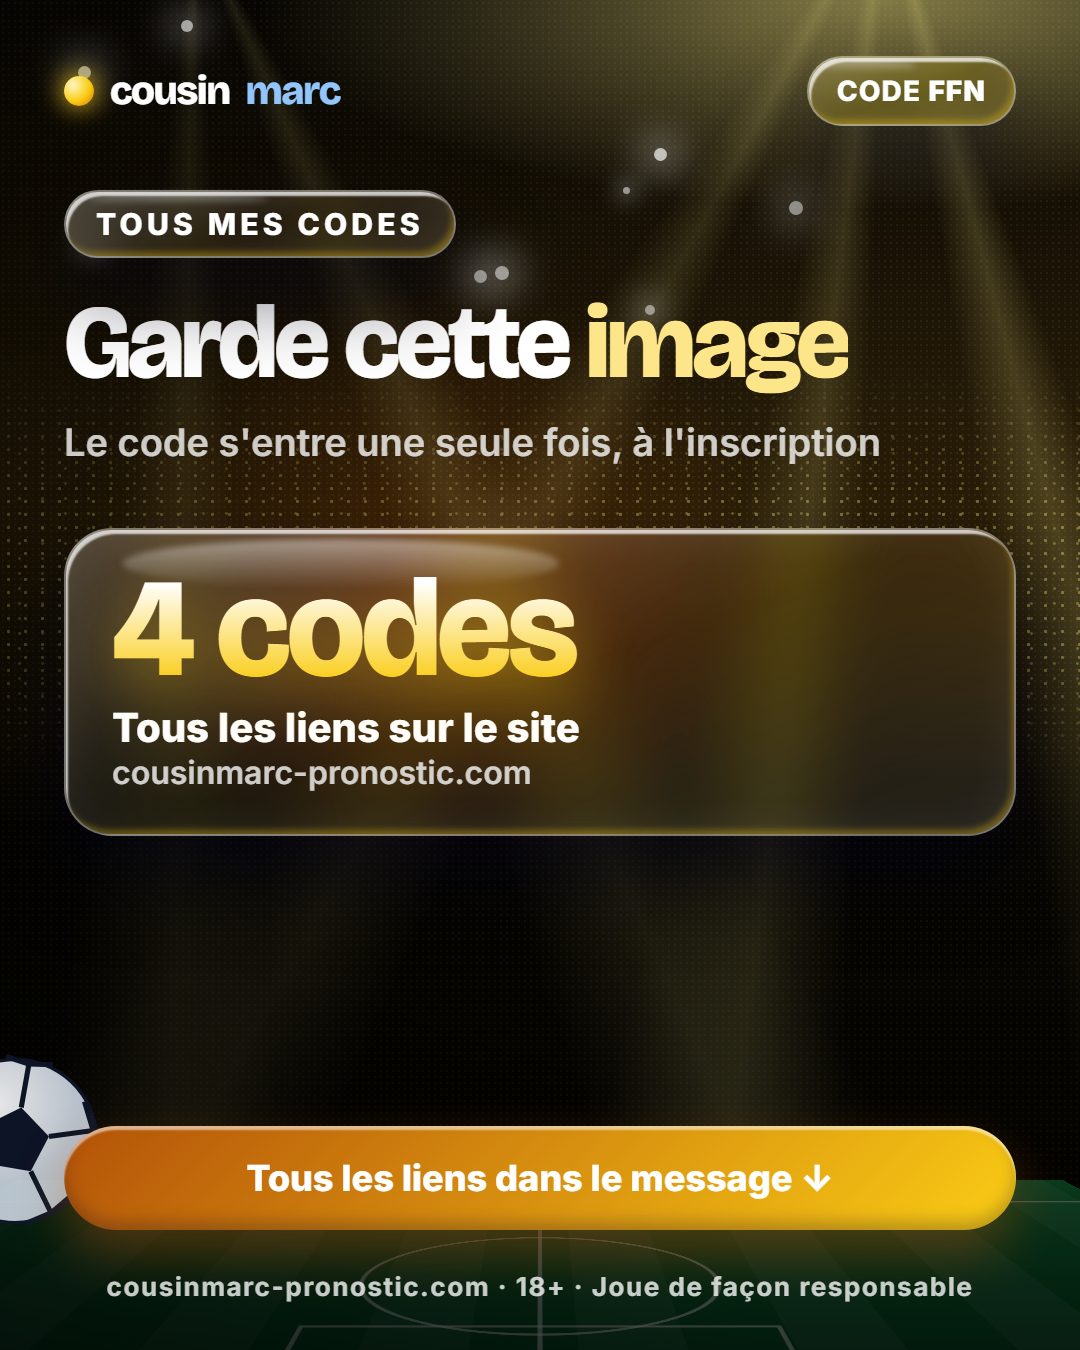 cousin marc
CODE FFN
TOUS MES CODES
Garde cette image
Le code s'entre une seule fois, à l'inscription
4 codes
Tous les liens sur le site
cousinmarc-pronostic.com
Tous les liens dans le message ↓
cousinmarc-pronostic.com · 18+ · Joue de façon responsable